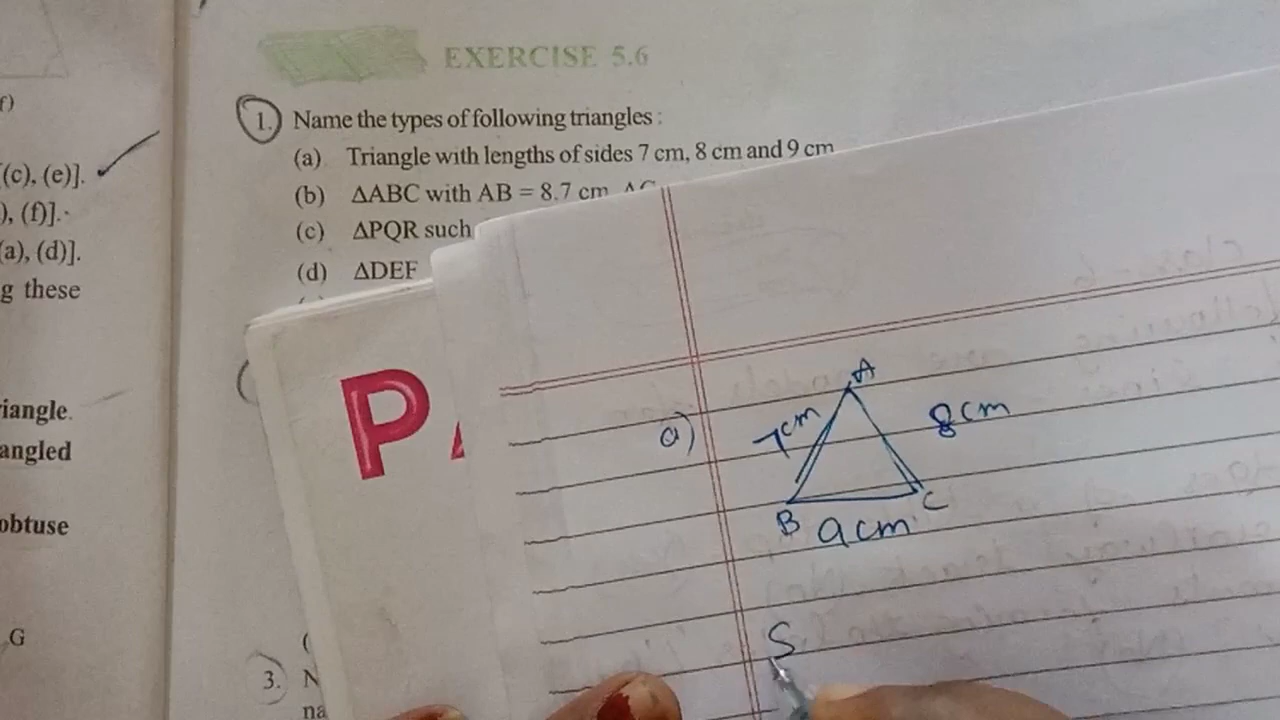 f)
(c), (e)].
), (f)].
(a), (d)].
g these
iangle.
angled
obtuse
G
EXERCISE 5.6
1. Name the types of following triangles :
(a) Triangle with lengths of sides 7 cm, 8 cm and 9 cm
(b) ΔABC with AB = 8.7 cm, AC
(c) ΔPQR such
(d) ΔDEF
3. N
na
P
a)
A
7cm
8cm
B
C
9cm
S